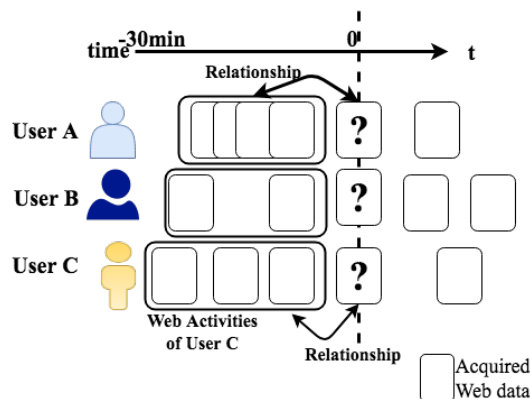 time -30min 0 t
Relationship
User A ?
User B ?
User C ?
Web Activities
of User C
Relationship
Acquired
Web data